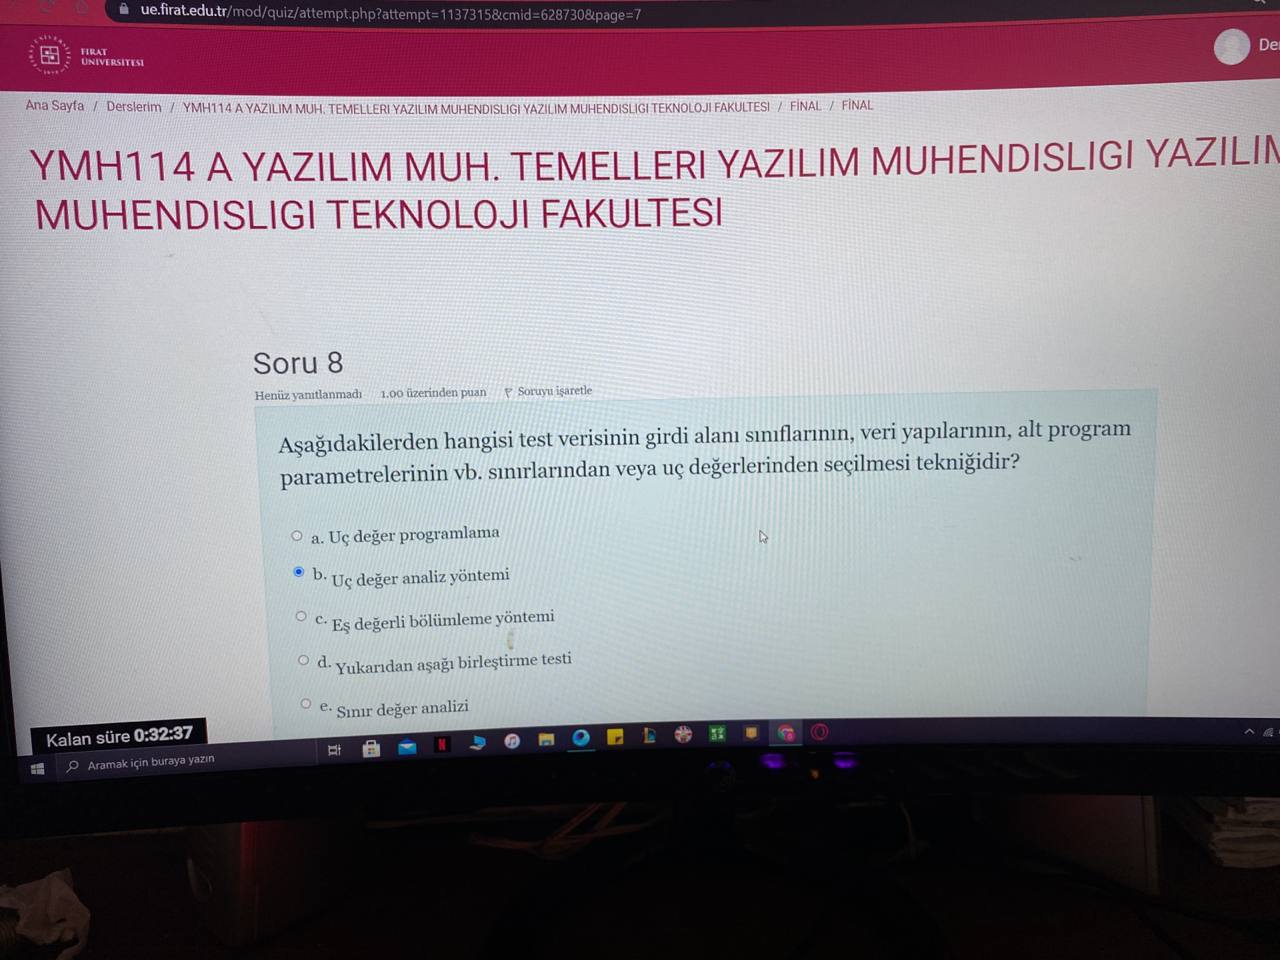 ue.firat.edu.tr/mod/quiz/attempt.php?attempt=1137315&cmid=628730&page=7
FIRAT
ÜNİVERSİTESİ
De
Ana Sayfa / Derslerim / YMH114 A YAZILIM MUH. TEMELLERI YAZILIM MUHENDISLIGI YAZILIM MUHENDISLIGI TEKNOLOJI FAKULTESI / FİNAL / FİNAL
YMH114 A YAZILIM MUH. TEMELLERI YAZILIM MUHENDISLIGI YAZILIM
MUHENDISLIGI TEKNOLOJI FAKULTESI
Soru 8
Henüz yanıtlanmadı 1.00 üzerinden puan Soruyu işaretle
Aşağıdakilerden hangisi test verisinin girdi alanı sınıflarının, veri yapılarının, alt program
parametrelerinin vb. sınırlarından veya uç değerlerinden seçilmesi tekniğidir?
a. Uç değer programlama
b. Uç değer analiz yöntemi
c. Eş değerli bölümleme yöntemi
d. Yukarıdan aşağı birleştirme testi
e. Sınır değer analizi
Kalan süre 0:32:37
Aramak için buraya yazın